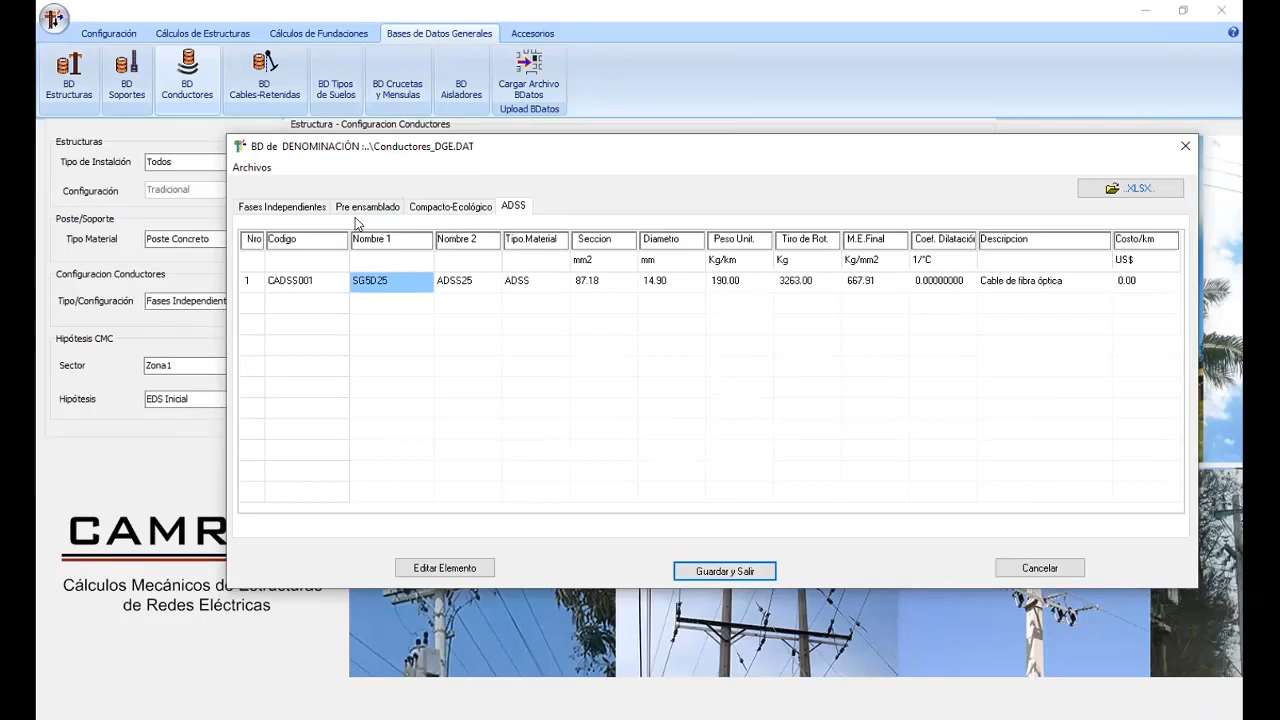 Configuración Cálculos de Estructuras Cálculos de Fundaciones Bases de Datos Generales Accesorios
BD Estructuras
BD Soportes
BD Conductores
BD Cables-Retenidas
BD Tipos de Suelos
BD Crucetas y Mensulas
BD Aisladores
Cargar Archivo BDatos
Upload BDatos
Estructura - Configuracion Conductores
Estructuras
Tipo de Instalción Todos
Configuración Tradicional
Poste/Soporte
Tipo Material Poste Concreto
Configuracion Conductores
Tipo/Configuración Fases Independient
Hipótesis CMC
Sector Zona1
Hipótesis EDS Inicial
BD de DENOMINACIÓN :..\Conductores_DGE.DAT
Archivos
..XLSX..
Fases Independientes Pre ensamblado Compacto-Ecológico ADSS
Nro Codigo Nombre 1 Nombre 2 Tipo.Material Seccion Diametro Peso Unit. Tiro de Rot. M.E.Final Coef. Dilatación Descripcion Costo/km
mm2 mm Kg/km Kg Kg/mm2 1/°C US$
1 CADSS001 SG5D25 ADSS25 ADSS 87.18 14.90 190.00 3263.00 667.91 0.00000000 Cable de fibra óptica 0.00
Editar Elemento Guardar y Salir Cancelar
CAMR
Cálculos Mecánicos de Estructuras
de Redes Eléctricas